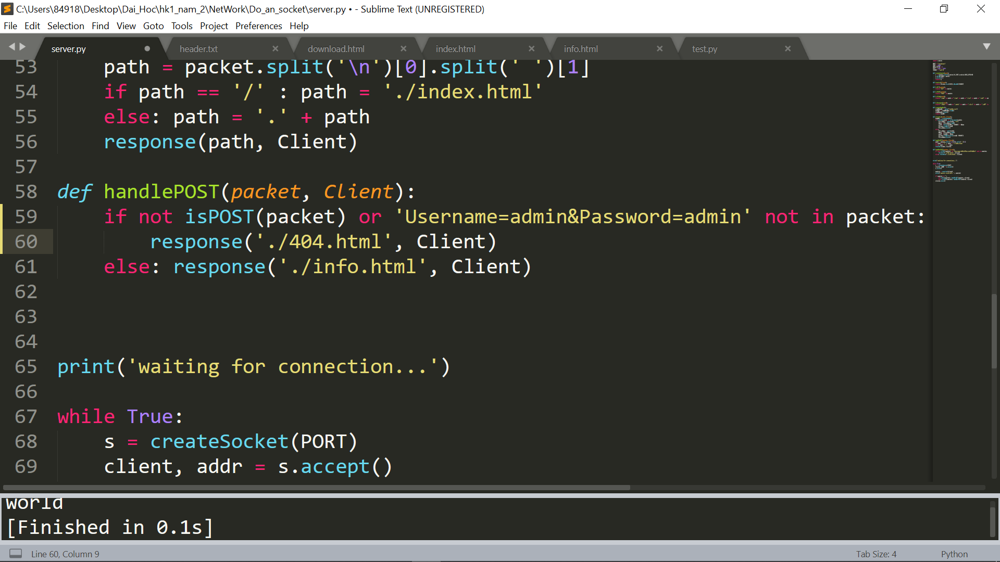 C:\Users\84918\Desktop\Dai_Hoc\hk1_nam_2\NetWork\Do_an_socket\server.py • - Sublime Text (UNREGISTERED)
File Edit Selection Find View Goto Tools Project Preferences Help
server.py header.txt download.html index.html info.html test.py
53 path = packet.split('\n')[0].split(' ')[1]
54 if path == '/' : path = './index.html'
55 else: path = '.' + path
56 response(path, Client)
57
58 def handlePOST(packet, Client):
59 if not isPOST(packet) or 'Username=admin&Password=admin' not in packet:
60 response('./404.html', Client)
61 else: response('./info.html', Client)
62
63
64
65 print('waiting for connection...')
66
67 while True:
68 s = createSocket(PORT)
69 client, addr = s.accept()
world
[Finished in 0.1s]
Line 60, Column 9 Tab Size: 4 Python